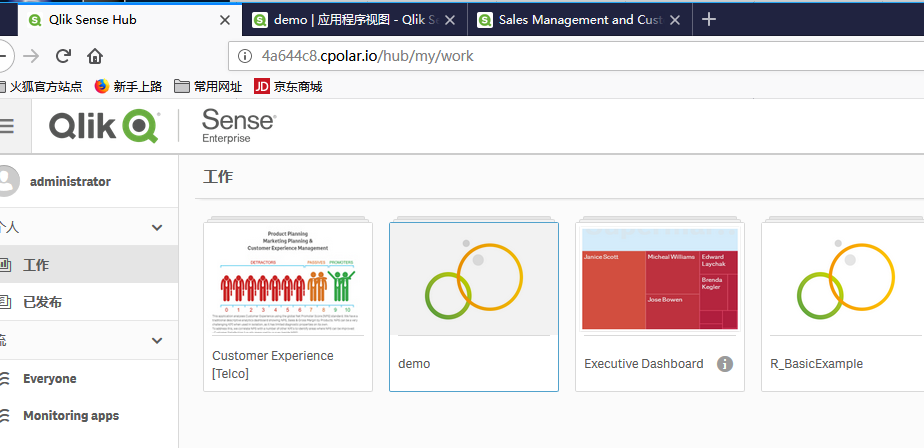 Qlik Sense Hub
demo | 应用程序视图 - Qlik S
Sales Management and Cust
4a644c8.cpolar.io/hub/my/work
火狐官方站点
新手上路
常用网址
JD
京东商城
Qlik
Sense
Enterprise
administrator
工作
个人
工作
已发布
流
Everyone
Monitoring apps
Product Planning
Marketing Planning &
Customer Experience Management
DETRACTORS
PASSIVES
PROMOTERS
0 1 2 3 4 5 6 7 8 9 10
Customer Experience
[Telco]
demo
Janice Scott
Micheal Williams
Edward
Laychak
Brenda
Kegler
Jose Bowen
Executive Dashboard
R_BasicExample